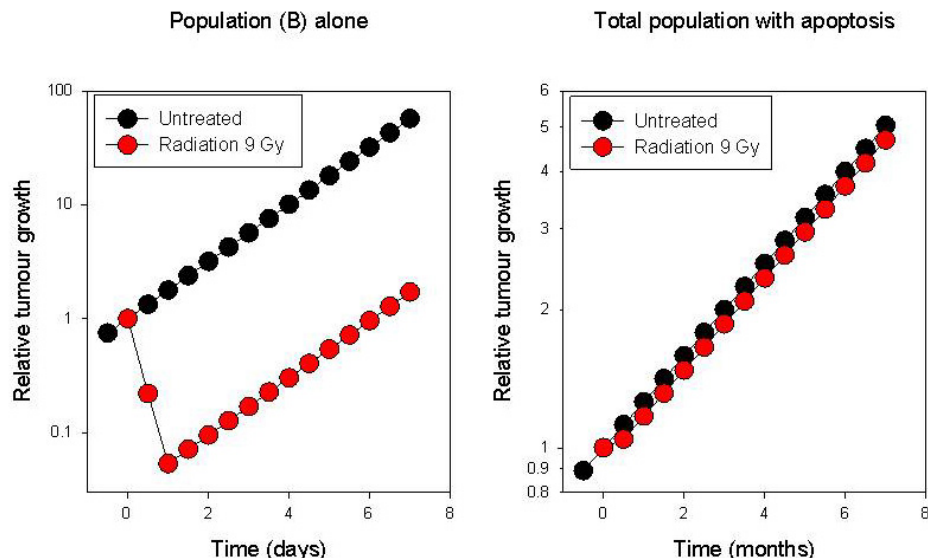 Population (B) alone
Relative tumour growth
100
10
1
0.1
Untreated
Radiation 9 Gy
0 2 4 6 8
Time (days)
Total population with apoptosis
Relative tumour growth
6
5
4
3
2
1
0.9
0.8
Untreated
Radiation 9 Gy
0 2 4 6 8
Time (months)